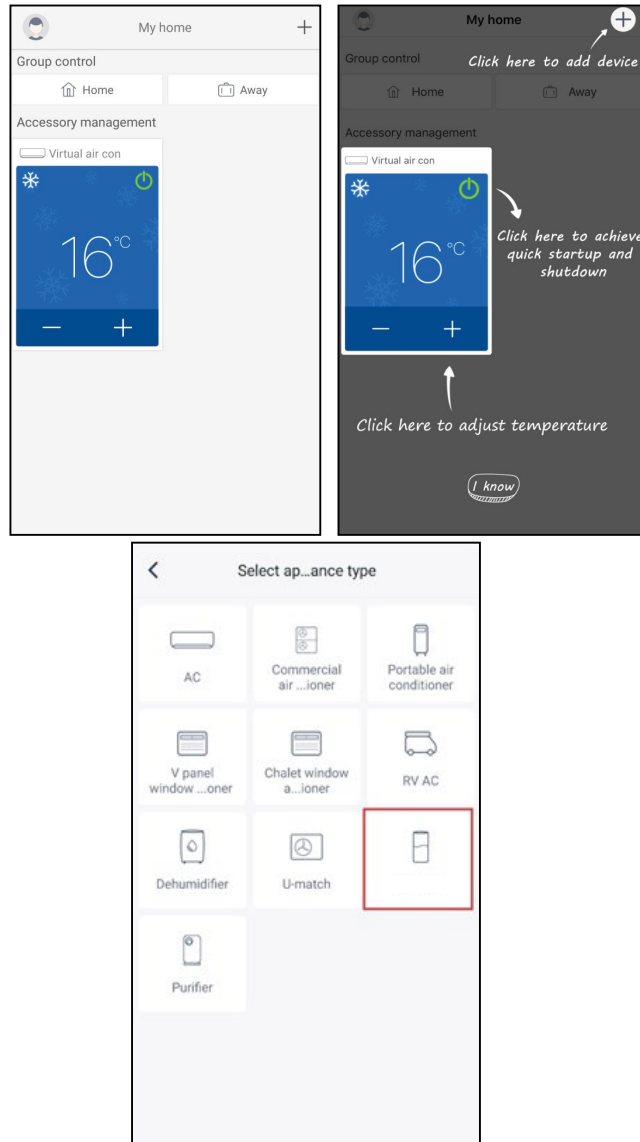 My home
Group control
Home
Away
Accessory management
Virtual air con
16°C
My home
Click here to add device
Group control
Home
Away
Accessory management
Virtual air con
16°C
Click here to achieve
quick startup and
shutdown
Click here to adjust temperature
I know
Select ap...ance type
AC
Commercial
air ...ioner
Portable air
conditioner
V panel
window ...oner
Chalet window
a...ioner
RV AC
Dehumidifier
U-match
Purifier